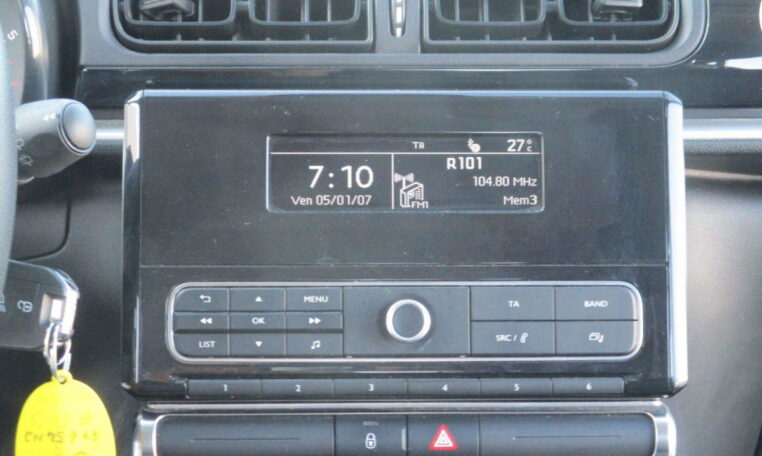 5
TA 27°C
7:10 R101
104.80 MHz
Ven 05/01/07 FM1 Mem3
MENU TA BAND
OK
LIST SRC /
1 2 3 4 5 6